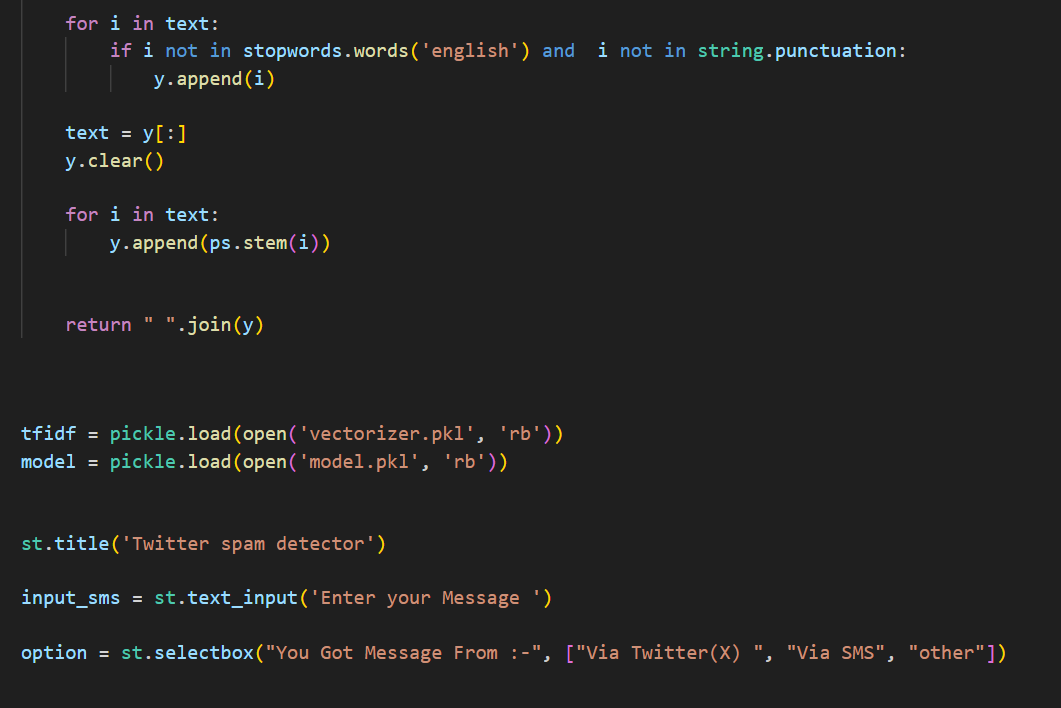 for i in text:
if i not in stopwords.words('english') and  i not in string.punctuation:
y.append(i)
text = y[:]
y.clear()
for i in text:
y.append(ps.stem(i))
return " ".join(y)
tfidf = pickle.load(open('vectorizer.pkl', 'rb'))
model = pickle.load(open('model.pkl', 'rb'))
st.title('Twitter spam detector')
input_sms = st.text_input('Enter your Message ')
option = st.selectbox("You Got Message From :-", ["Via Twitter(X) ", "Via SMS", "other"])